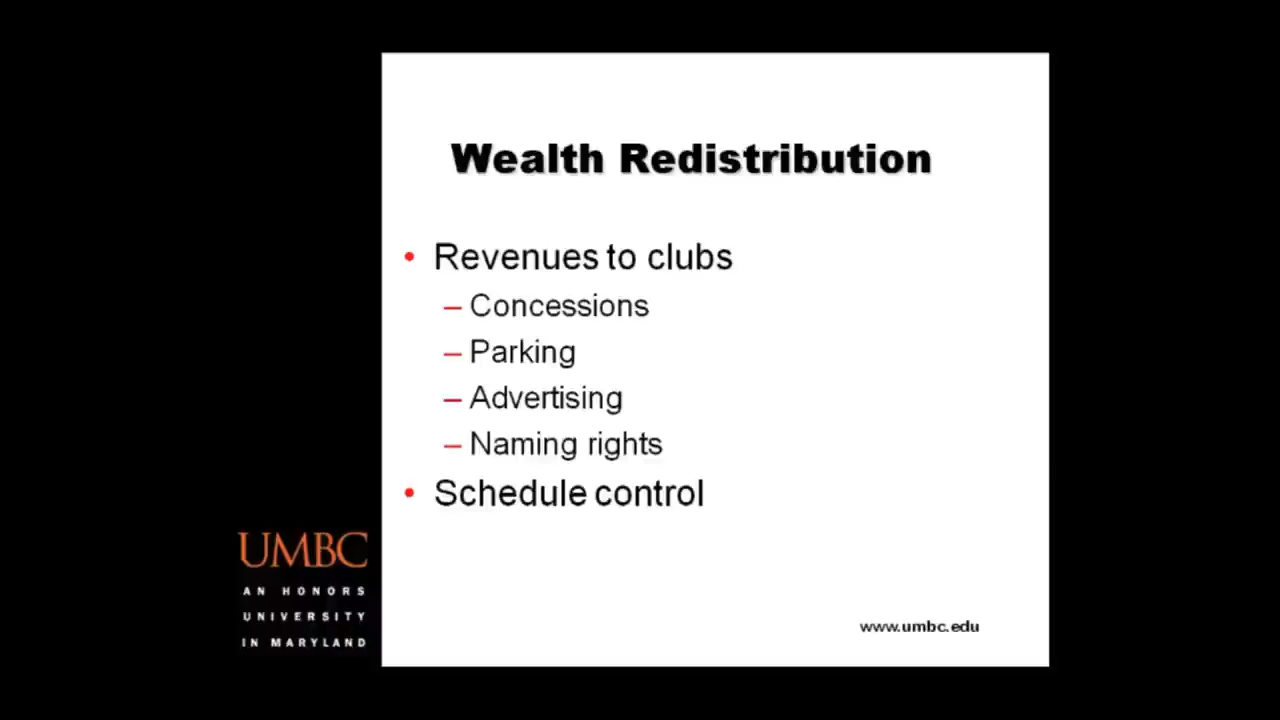 Wealth Redistribution
• Revenues to clubs
– Concessions
– Parking
– Advertising
– Naming rights
• Schedule control
UMBC
AN HONORS
UNIVERSITY
IN MARYLAND
www.umbc.edu